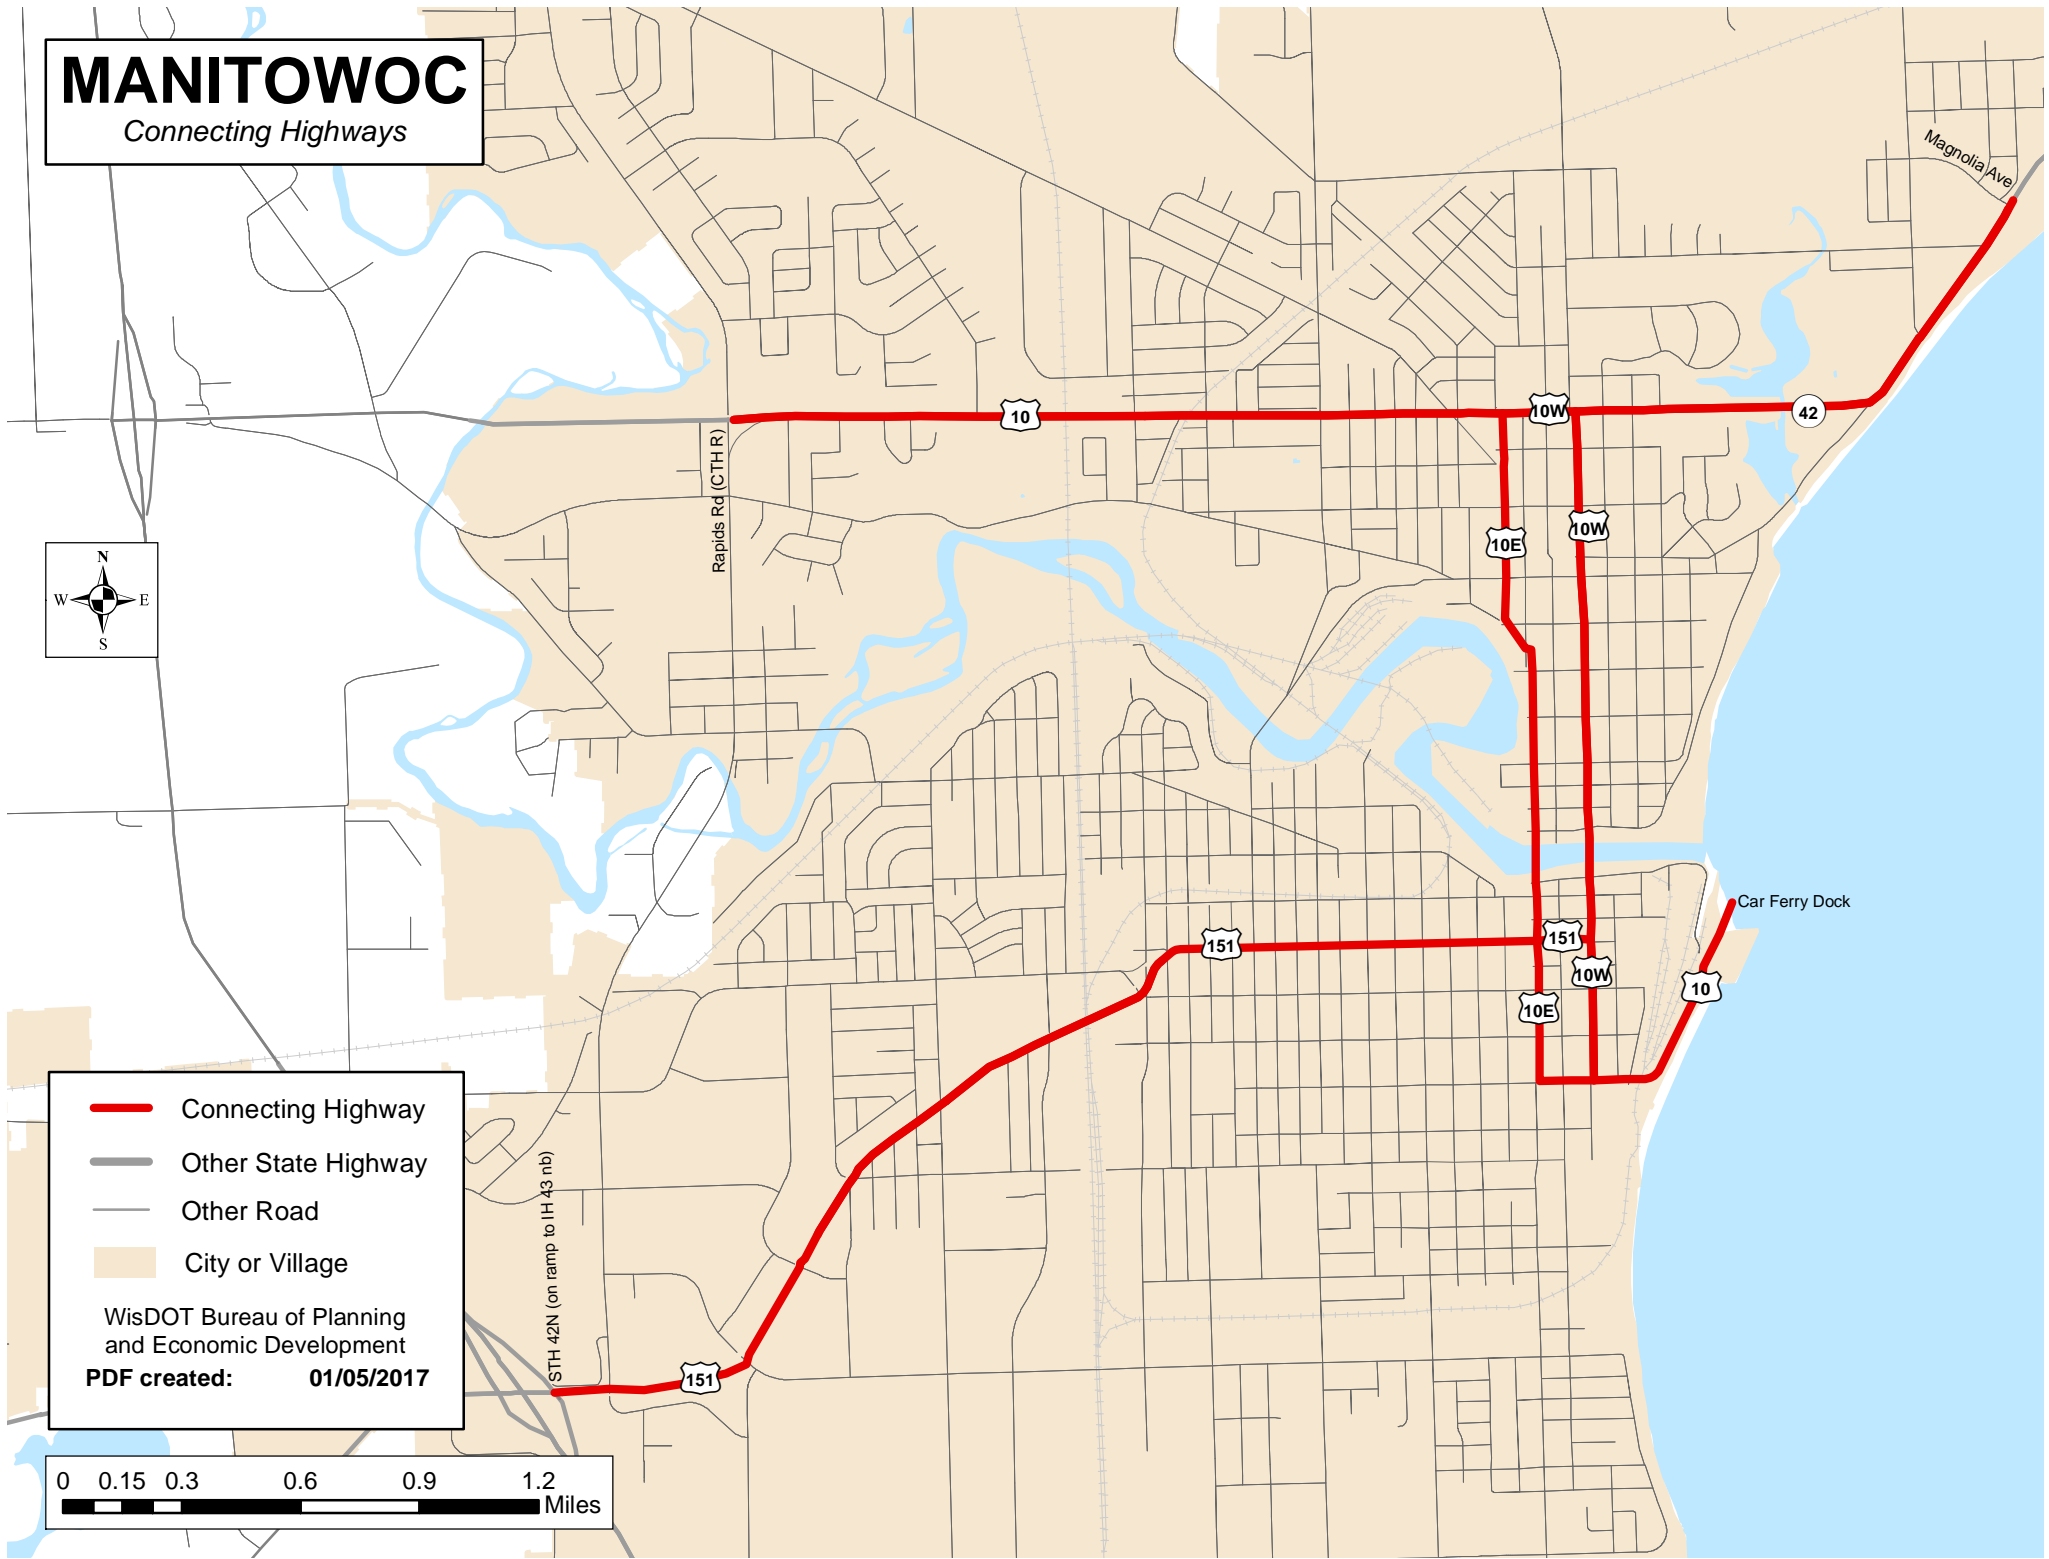 MANITOWOC
Connecting Highways
Magnolia Ave
10
10W
42
Rapids Rd (CTH R)
10E
10W
N
W
E
S
Car Ferry Dock
151
151
10W
10
10E
Connecting Highway
Other State Highway
Other Road
City or Village
WisDOT Bureau of Planning
and Economic Development
PDF created: 01/05/2017
STH 42N (on ramp to IH 43 nb)
151
0 0.15 0.3 0.6 0.9 1.2
Miles